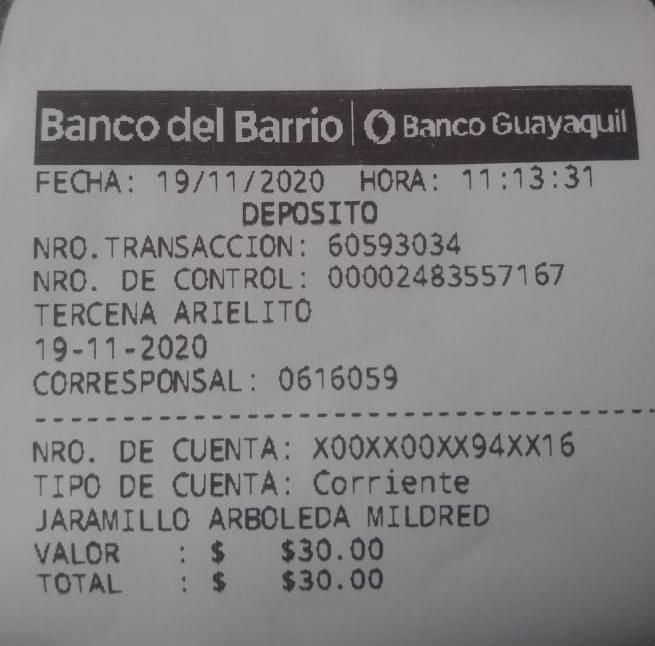 Banco del Barrio | Banco Guayaquil
FECHA: 19/11/2020 HORA: 11:13:31
DEPOSITO
NRO.TRANSACCION: 60593034
NRO. DE CONTROL: 00002483557167
TERCENA ARIELITO
19-11-2020
CORRESPONSAL: 0616059
NRO. DE CUENTA: X00XX00XX94XX16
TIPO DE CUENTA: Corriente
JARAMILLO ARBOLEDA MILDRED
VALOR : $ $30.00
TOTAL : $ $30.00